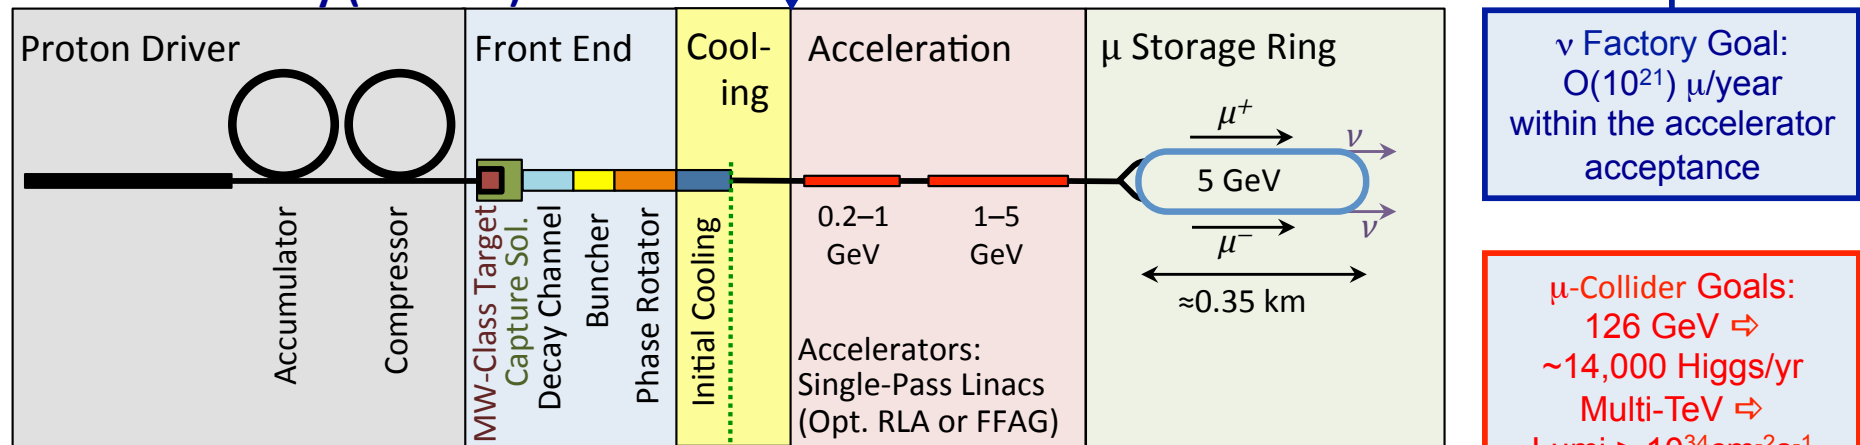 Proton Driver
Accumulator
Compressor
Front End
MW-Class Target
Capture Sol.
Decay Channel
Buncher
Phase Rotator
Cool-
ing
Initial Cooling
Acceleration
0.2–1
GeV
1–5
GeV
Accelerators:
Single-Pass Linacs
(Opt. RLA or FFAG)
μ Storage Ring
μ+
ν
5 GeV
μ−
ν
≈0.35 km
ν Factory Goal:
O(10²¹) μ/year
within the accelerator
acceptance
μ-Collider Goals:
126 GeV ⇨
~14,000 Higgs/yr
Multi-TeV ⇨